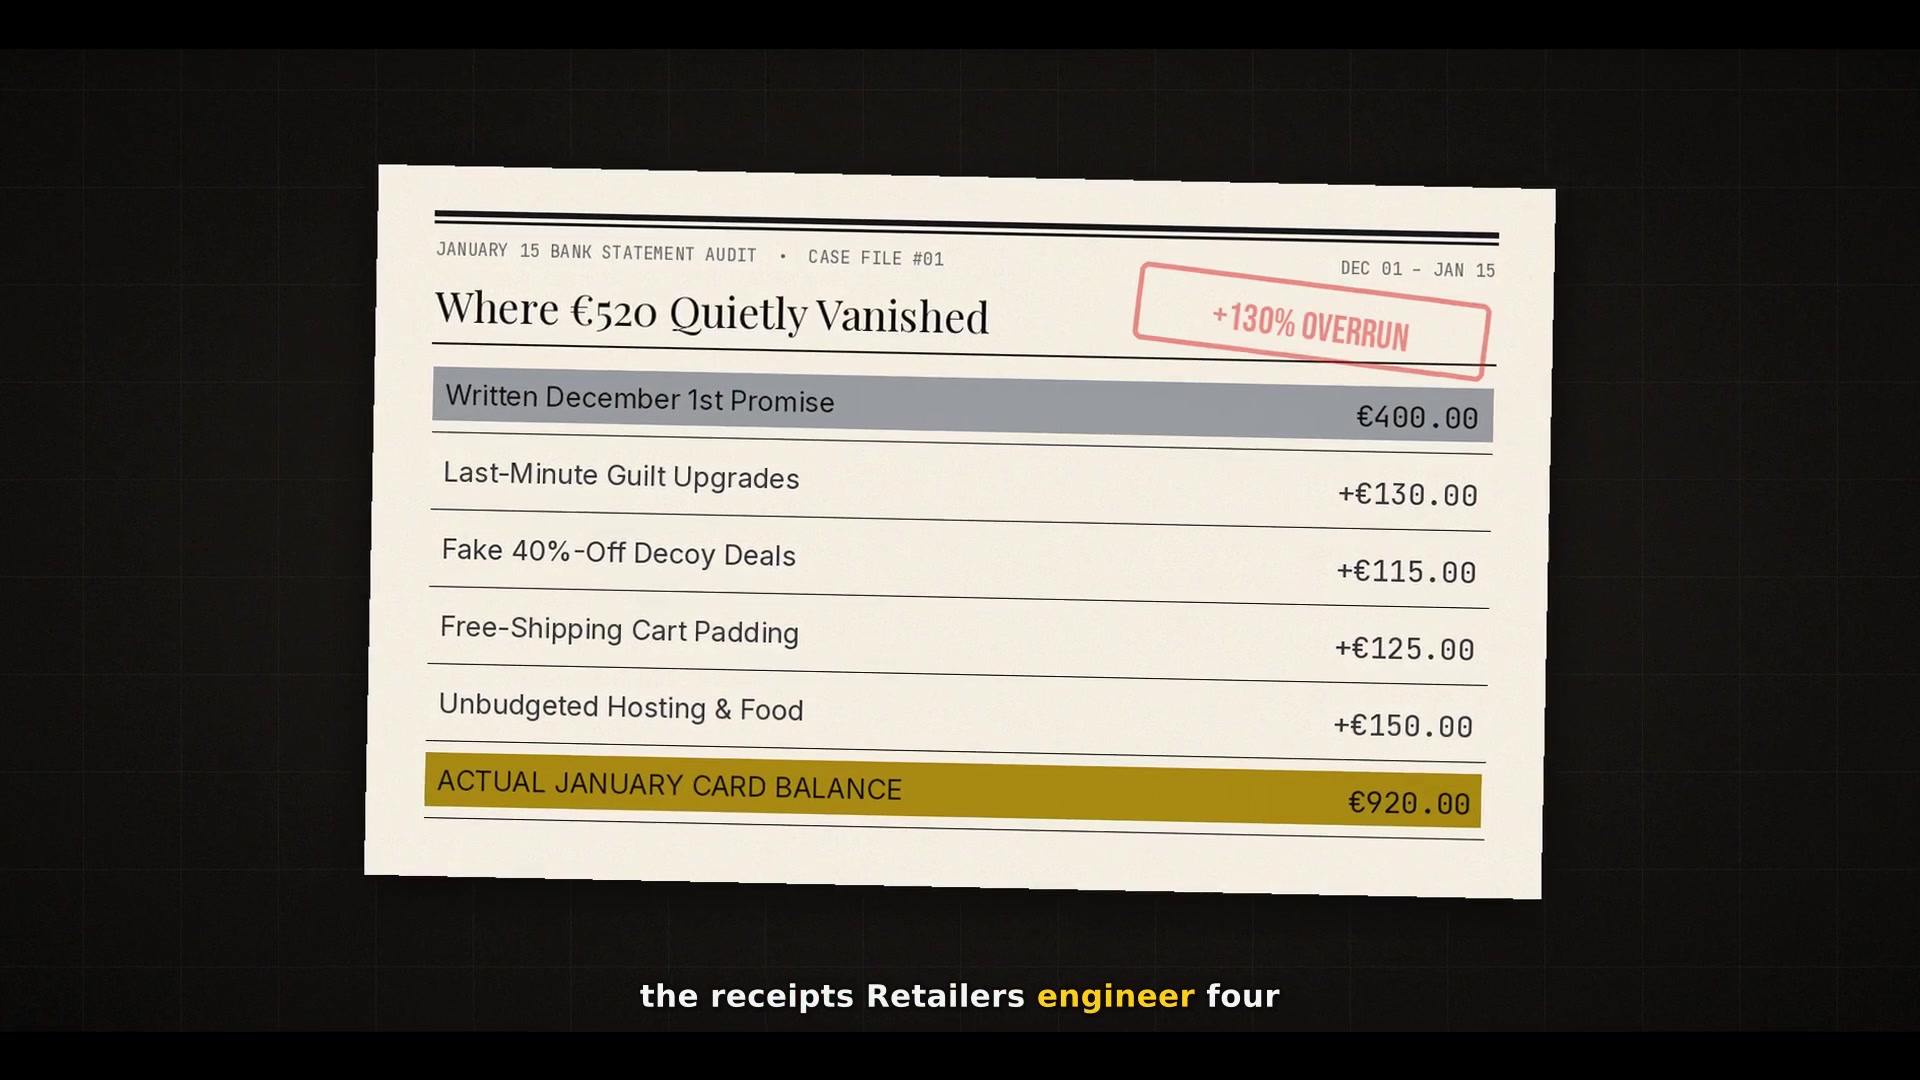 JANUARY 15 BANK STATEMENT AUDIT • CASE FILE #01
DEC 01 – JAN 15
Where €520 Quietly Vanished
+130% OVERRUN
Written December 1st Promise €400.00
Last-Minute Guilt Upgrades +€130.00
Fake 40%-Off Decoy Deals +€115.00
Free-Shipping Cart Padding +€125.00
Unbudgeted Hosting & Food +€150.00
ACTUAL JANUARY CARD BALANCE €920.00
the receipts Retailers engineer four